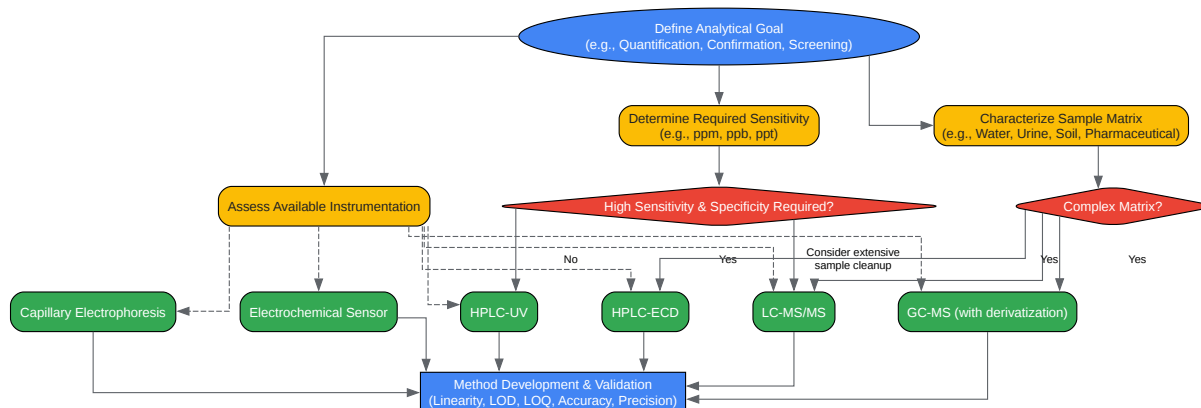 Define Analytical Goal
(e.g., Quantification, Confirmation, Screening)
Determine Required Sensitivity
(e.g., ppm, ppb, ppt)
Characterize Sample Matrix
(e.g., Water, Urine, Soil, Pharmaceutical)
Assess Available Instrumentation
High Sensitivity & Specificity Required?
Complex Matrix?
No
Yes
Consider extensive
sample cleanup
Yes
Yes
Capillary Electrophoresis
Electrochemical Sensor
HPLC-UV
HPLC-ECD
LC-MS/MS
GC-MS (with derivatization)
Method Development & Validation
(Linearity, LOD, LOQ, Accuracy, Precision)